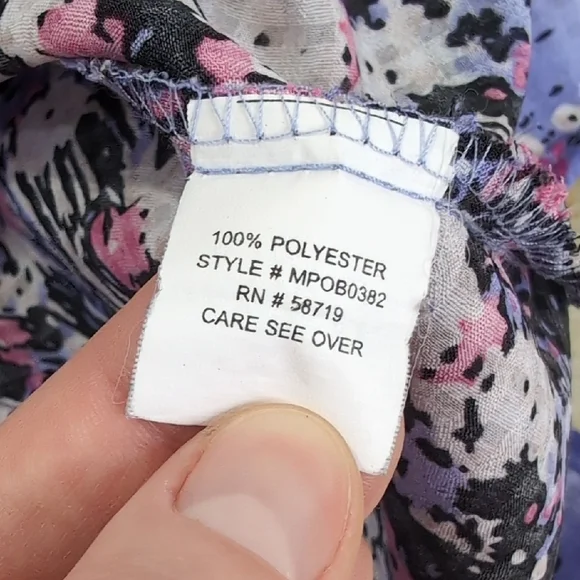 100% POLYESTER
STYLE # MPOB0382
RN # 58719
CARE SEE OVER